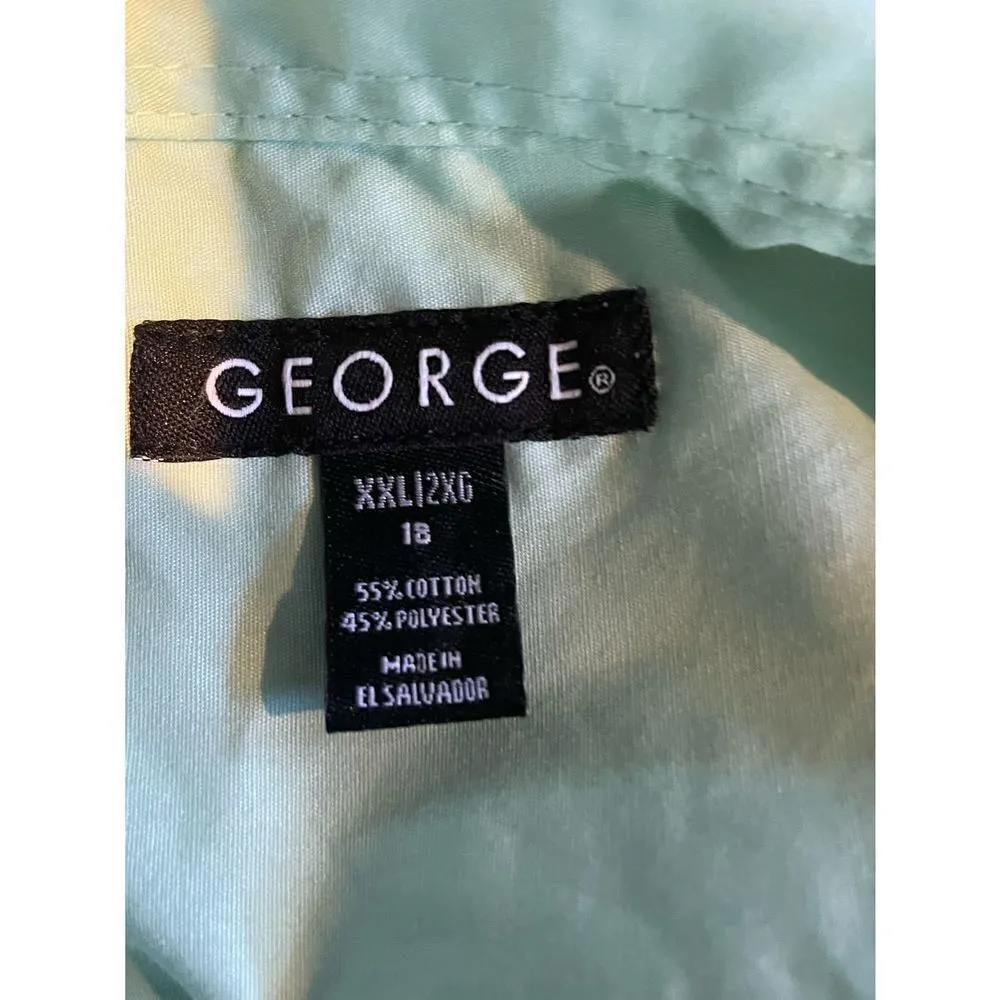 GEORGE®
XXL|2XG
18
55% COTTON
45% POLYESTER
MADE IN
EL SALVADOR